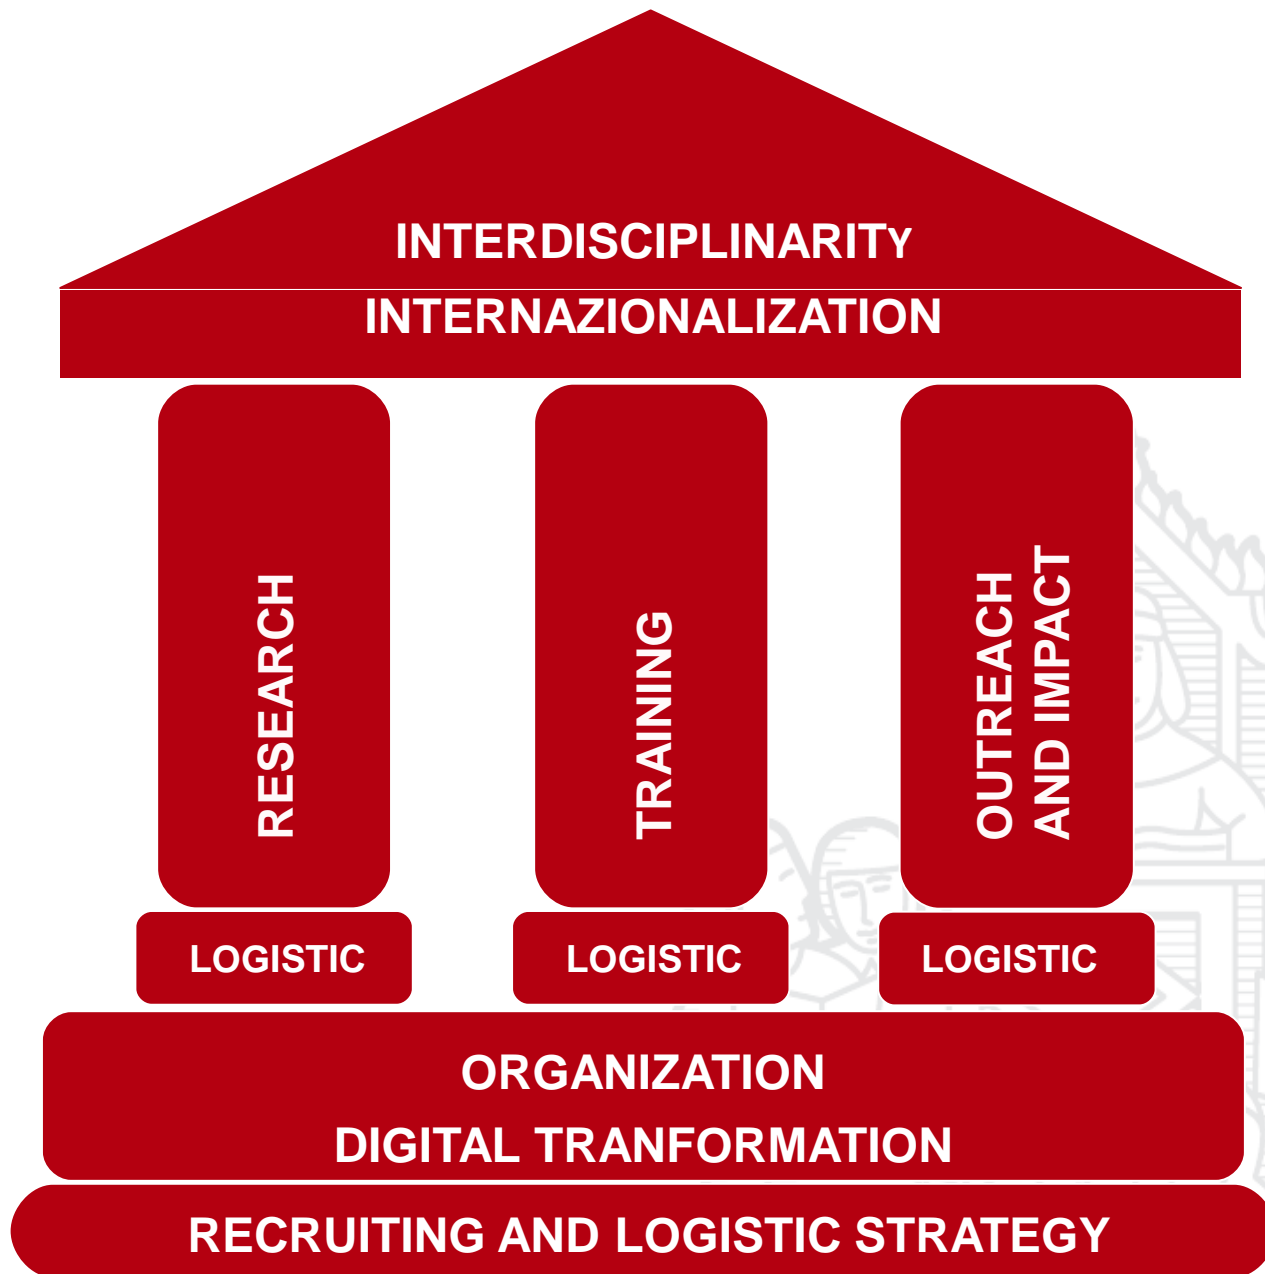 INTERDISCIPLINARITY
INTERNAZIONALIZATION
RESEARCH
TRAINING
OUTREACH
AND IMPACT
LOGISTIC
LOGISTIC
LOGISTIC
ORGANIZATION
DIGITAL TRANFORMATION
RECRUITING AND LOGISTIC STRATEGY